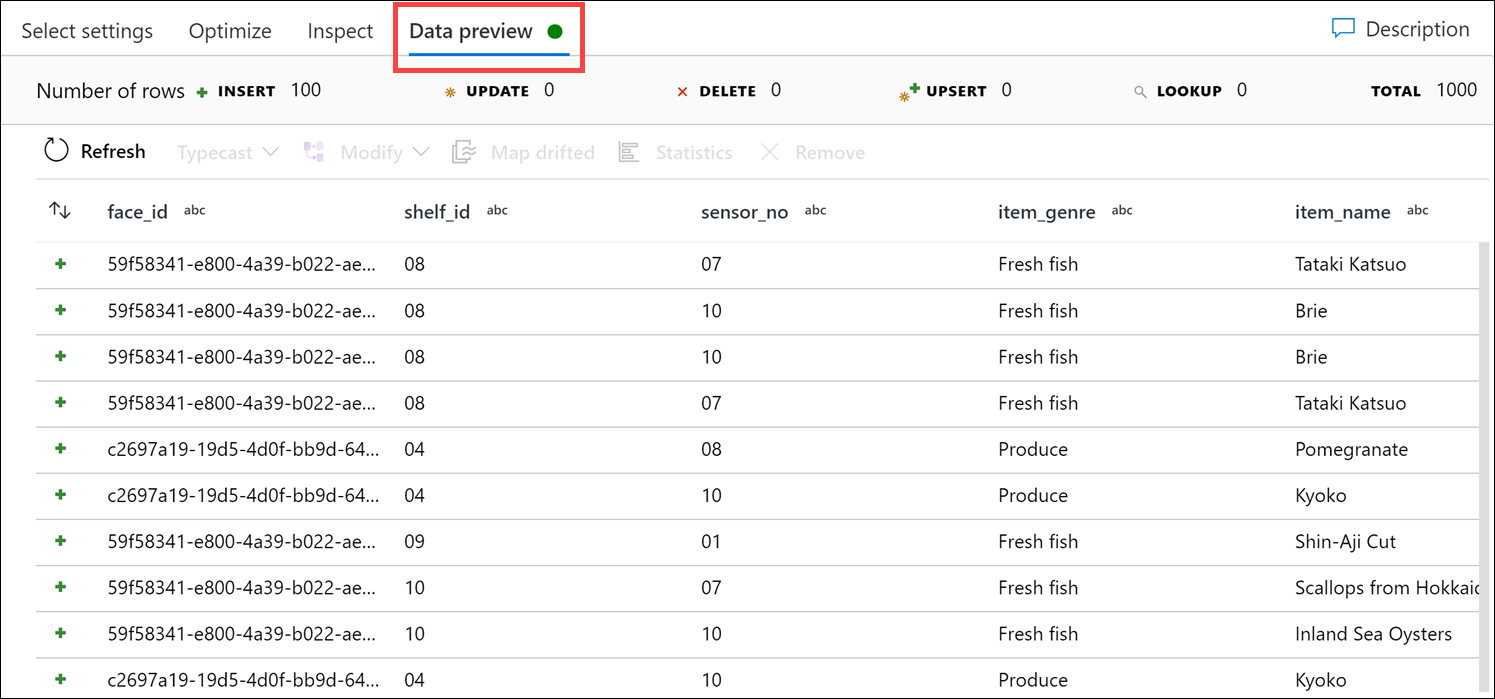 Select settings Optimize Inspect Data preview Description
Number of rows INSERT 100 UPDATE 0 DELETE 0 UPSERT 0 LOOKUP 0 TOTAL 1000
Refresh Typecast Modify Map drifted Statistics Remove
face_id abc shelf_id abc sensor_no abc item_genre abc item_name abc
59f58341-e800-4a39-b022-ae... 08 07 Fresh fish Tataki Katsuo
59f58341-e800-4a39-b022-ae... 08 10 Fresh fish Brie
59f58341-e800-4a39-b022-ae... 08 10 Fresh fish Brie
59f58341-e800-4a39-b022-ae... 08 07 Fresh fish Tataki Katsuo
c2697a19-19d5-4d0f-bb9d-64... 04 08 Produce Pomegranate
c2697a19-19d5-4d0f-bb9d-64... 04 10 Produce Kyoko
59f58341-e800-4a39-b022-ae... 09 01 Fresh fish Shin-Aji Cut
59f58341-e800-4a39-b022-ae... 10 07 Fresh fish Scallops from Hokkaid
59f58341-e800-4a39-b022-ae... 10 10 Fresh fish Inland Sea Oysters
c2697a19-19d5-4d0f-bb9d-64... 04 10 Produce Kyoko